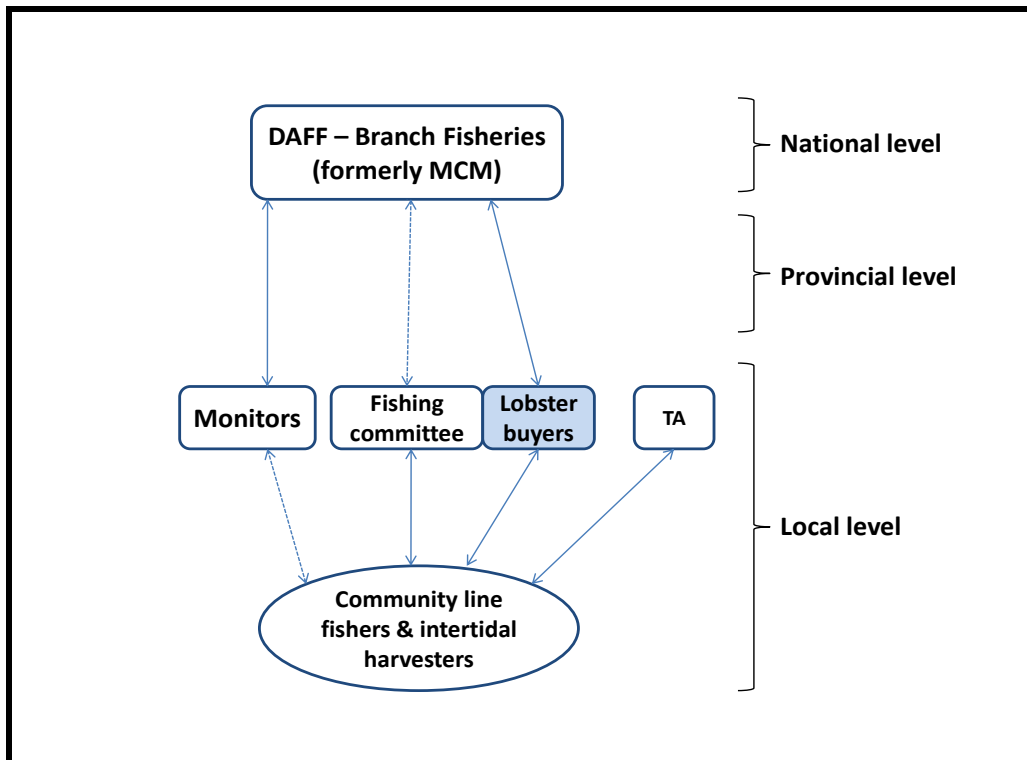 DAFF – Branch Fisheries
(formerly MCM)
National level
Provincial level
Monitors
Fishing
committee
Lobster
buyers
TA
Local level
Community line
fishers & intertidal
harvesters